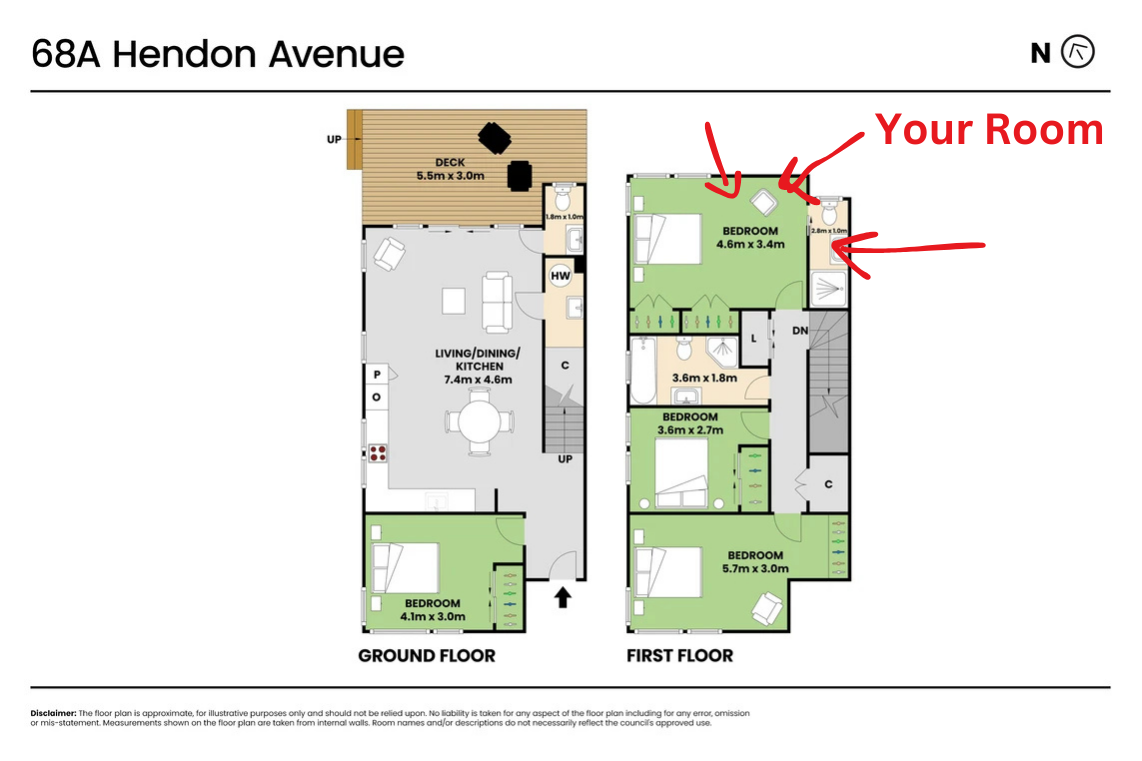 68A Hendon Avenue
N
Your Room
UP
DECK
5.5m x 3.0m
1.8m x 1.0m
HW
LIVING/DINING/
KITCHEN
7.4m x 4.6m
C
P
O
UP
BEDROOM
4.1m x 3.0m
GROUND FLOOR
BEDROOM
4.6m x 3.4m
2.8m x 1.0m
L
DN
3.6m x 1.8m
BEDROOM
3.6m x 2.7m
C
BEDROOM
5.7m x 3.0m
FIRST FLOOR
Disclaimer: The floor plan is approximate, for illustrative purposes only and should not be relied upon. No liability is taken for any aspect of the floor plan including for any error, omission
or mis-statement. Measurements shown on the floor plan are taken from internal walls. Room names and/or descriptions do not necessarily reflect the council's approved use.